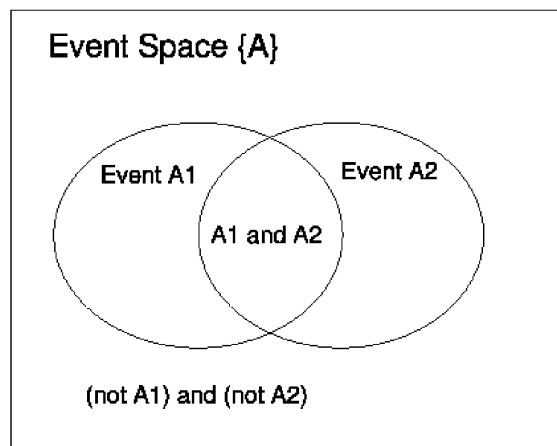 Event Space {A}
Event A1
Event A2
A1 and A2
(not A1) and (not A2)